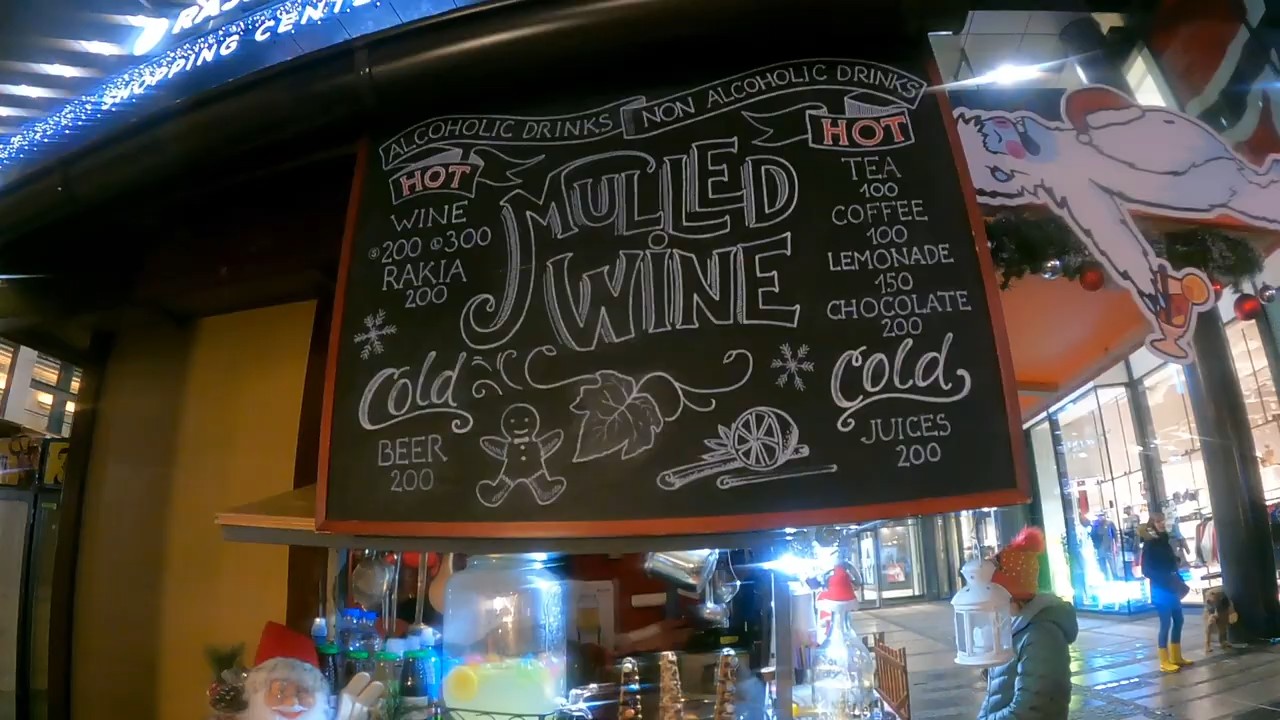 SHOPPING CENTE
ALCOHOLIC DRINKS
NON ALCOHOLIC DRINKS
HOT
WINE
200 300
RAKIA
200
Cold
BEER
200
MULLED
WINE
HOT
TEA
100
COFFEE
100
LEMONADE
150
CHOCOLATE
200
Cold
JUICES
200